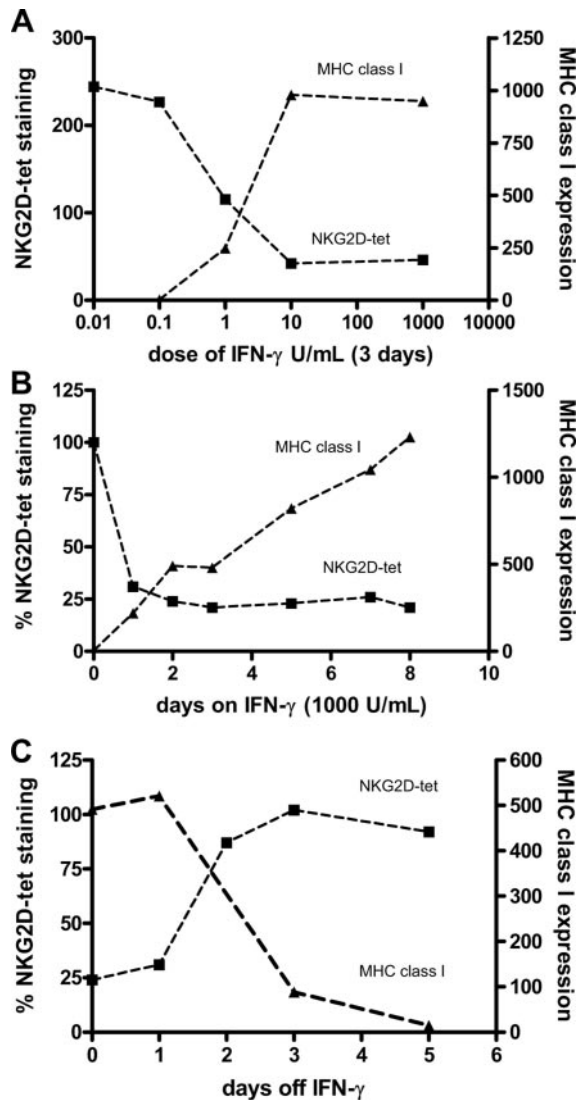 A
NKG2D-tet staining
300
200
100
0
MHC class I
NKG2D-tet
1250
1000
750
500
250
0
MHC class I expression
0.01 0.1 1 10 100 1000 10000
dose of IFN-γ U/mL (3 days)
B
% NKG2D-tet staining
125
100
75
50
25
0
MHC class I
NKG2D-tet
1500
1200
900
600
300
0
MHC class I expression
0 2 4 6 8 10
days on IFN-γ (1000 U/mL)
C
% NKG2D-tet staining
125
100
75
50
25
0
NKG2D-tet
MHC class I
600
500
400
300
200
100
0
MHC class I expression
0 1 2 3 4 5 6
days off IFN-γ